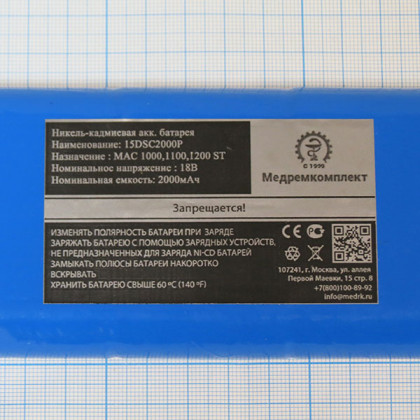 Никель-кадмиевая акк. батарея
Наименование: 15DSC2000P
Назначение : MAC 1000,1100,1200 ST
Номинальное напряжение : 18В
Номинальная емкость: 2000мАч
© 1995
Медремкомплект
Запрещается!
ИЗМЕНЯТЬ ПОЛЯРНОСТЬ БАТАРЕИ ПРИ ЗАРЯДЕ
ЗАРЯЖАТЬ БАТАРЕЮ С ПОМОЩЬЮ ЗАРЯДНЫХ УСТРОЙСТВ,
НЕ ПРЕДНАЗНАЧЕННЫХ ДЛЯ ЗАРЯДА NI-CD БАТАРЕЙ
ЗАМЫКАТЬ ПОЛЮСЫ БАТАРЕИ НАКОРОТКО
ВСКРЫВАТЬ
ХРАНИТЬ БАТАРЕЮ СВЫШЕ 60 ºC (140 ºF)
CE
107241, г. Москва, ул. аллея
Первой Маевки, 15 стр. 8
+7(800)100-89-92
info@medrk.ru